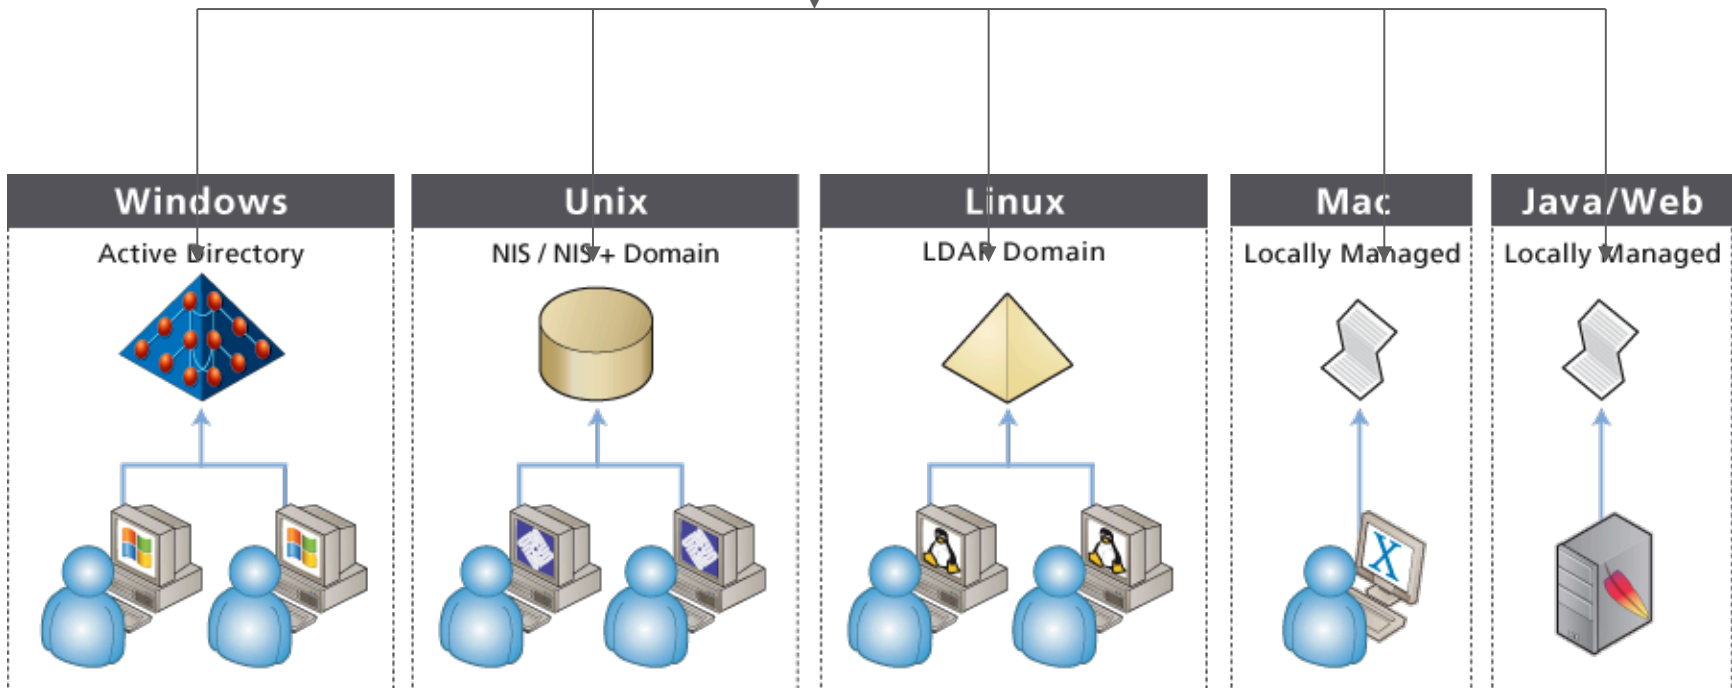 Windows
Unix
Linux
Mac
Java/Web
Active Directory
NIS / NIS+ Domain
LDAP Domain
Locally Managed
Locally Managed
X